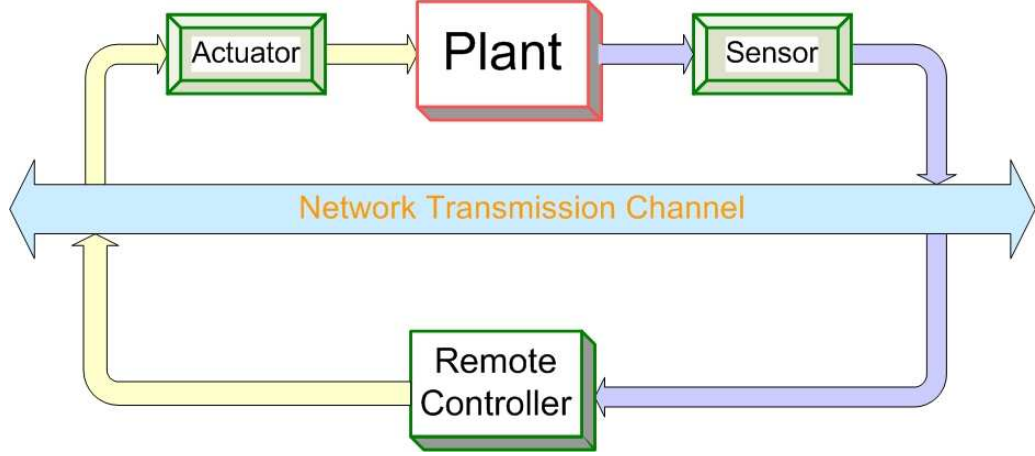 Actuator
Plant
Sensor
Network Transmission Channel
Remote
Controller